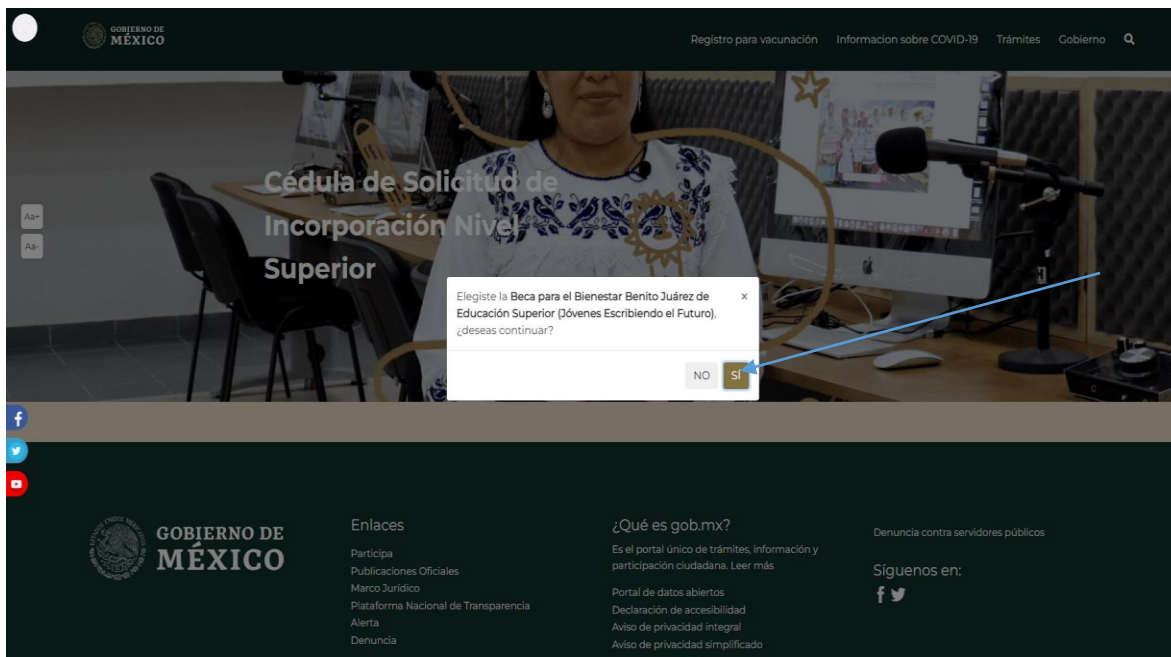 GOBIERNO DE
MÉXICO
Registro para vacunación
Informacion sobre COVID-19
Trámites
Gobierno
Aa+
Aa-
Cédula de Solicitud de
Incorporación Nivel
Superior
Elegiste la Beca para el Bienestar Benito Juárez de
Educación Superior (Jóvenes Escribiendo el Futuro),
¿deseas continuar?
×
NO
SÍ
GOBIERNO DE
MÉXICO
Enlaces
Participa
Publicaciones Oficiales
Marco Jurídico
Plataforma Nacional de Transparencia
Alerta
Denuncia
¿Qué es gob.mx?
Es el portal único de trámites, información y
participación ciudadana. Leer más
Portal de datos abiertos
Declaración de accesibilidad
Aviso de privacidad integral
Aviso de privacidad simplificado
Denuncia contra servidores públicos
Síguenos en: